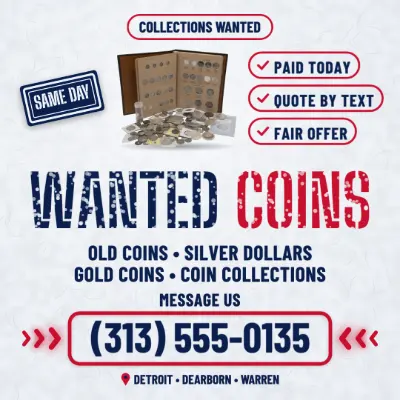 COLLECTIONS WANTED
SAME DAY
PAID TODAY
QUOTE BY TEXT
FAIR OFFER
WANTED COINS
OLD COINS • SILVER DOLLARS
GOLD COINS • COIN COLLECTIONS
MESSAGE US
(313) 555-0135
DETROIT • DEARBORN • WARREN